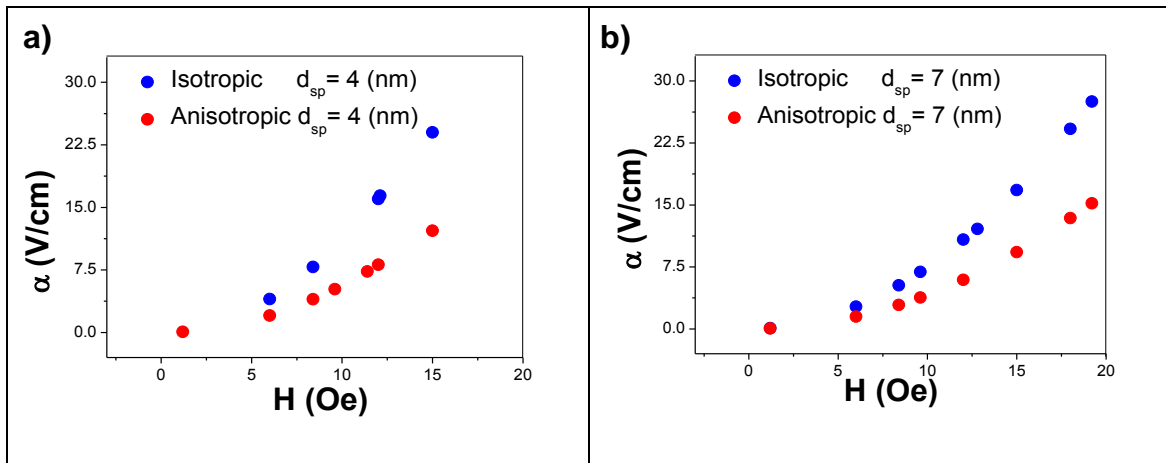 a)
Isotropic d_sp = 4 (nm)
Anisotropic d_sp = 4 (nm)
30.0
22.5
15.0
7.5
0.0
α (V/cm)
0 5 10 15 20
H (Oe)
b)
Isotropic d_sp = 7 (nm)
Anisotropic d_sp = 7 (nm)
30.0
22.5
15.0
7.5
0.0
α (V/cm)
0 5 10 15 20
H (Oe)